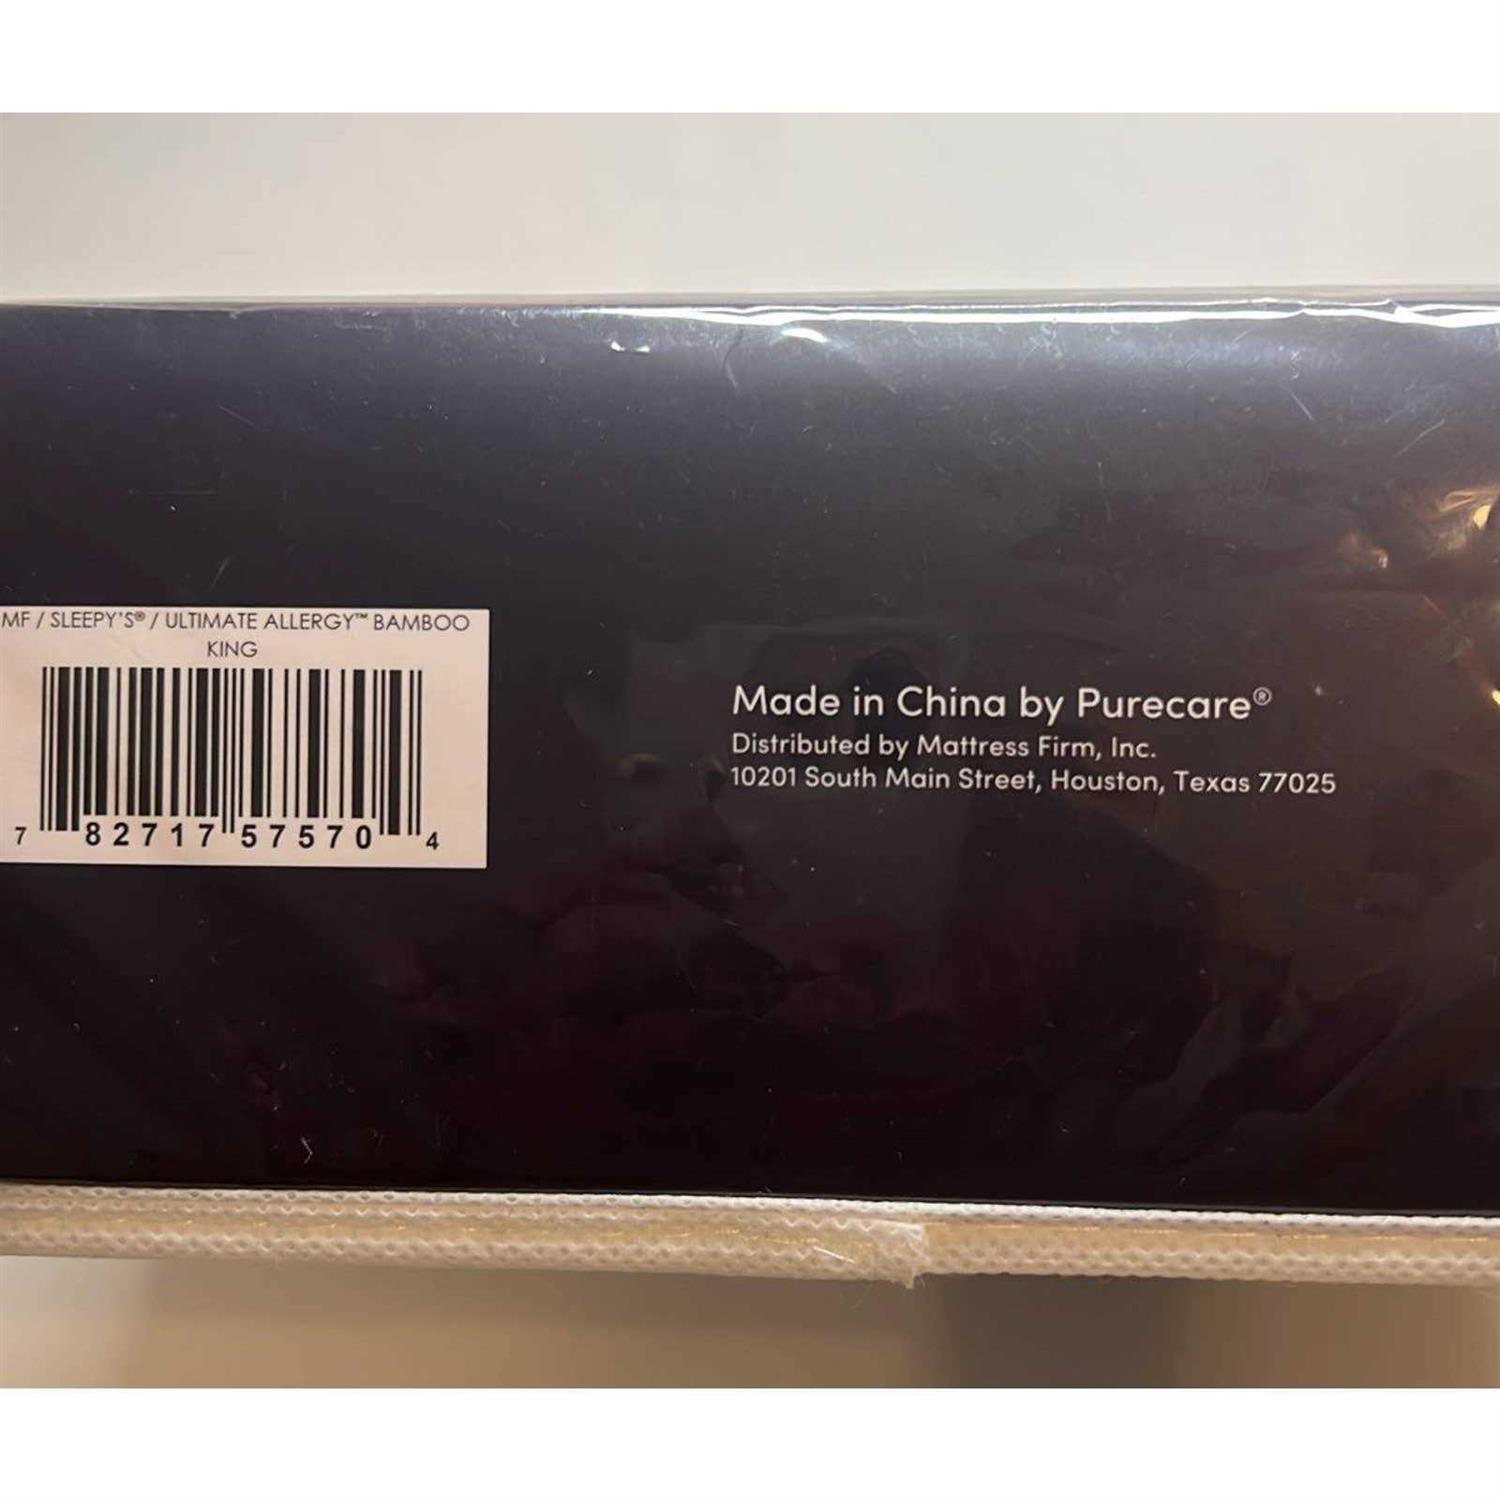 MF / SLEEPY'S® / ULTIMATE ALLERGY™ BAMBOO
KING
7 82717 57570 4
Made in China by Purecare®
Distributed by Mattress Firm, Inc.
10201 South Main Street, Houston, Texas 77025